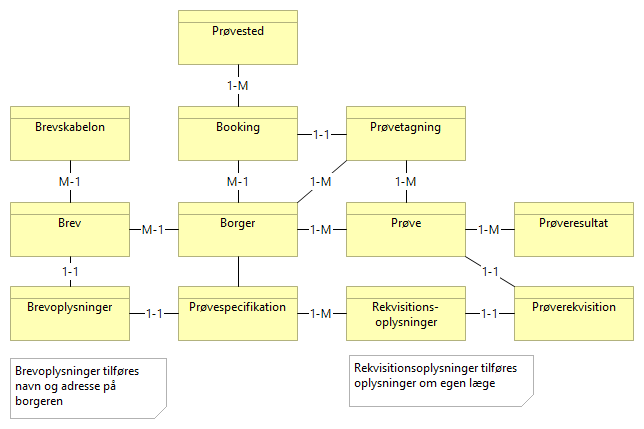 Prøvested
1-M
Brevskabelon
Booking
1-1
Prøvetagning
M-1
M-1
1-M
1-M
Brev
M-1
Borger
1-M
Prøve
1-M
Prøveresultat
1-1
1-1
Brevoplysninger
1-1
Prøvespecifikation
1-M
Rekvisitions-
oplysninger
1-1
Prøverekvisition
Brevoplysninger tilføres
navn og adresse på
borgeren
Rekvisitionsoplysninger tilføres
oplysninger om egen læge